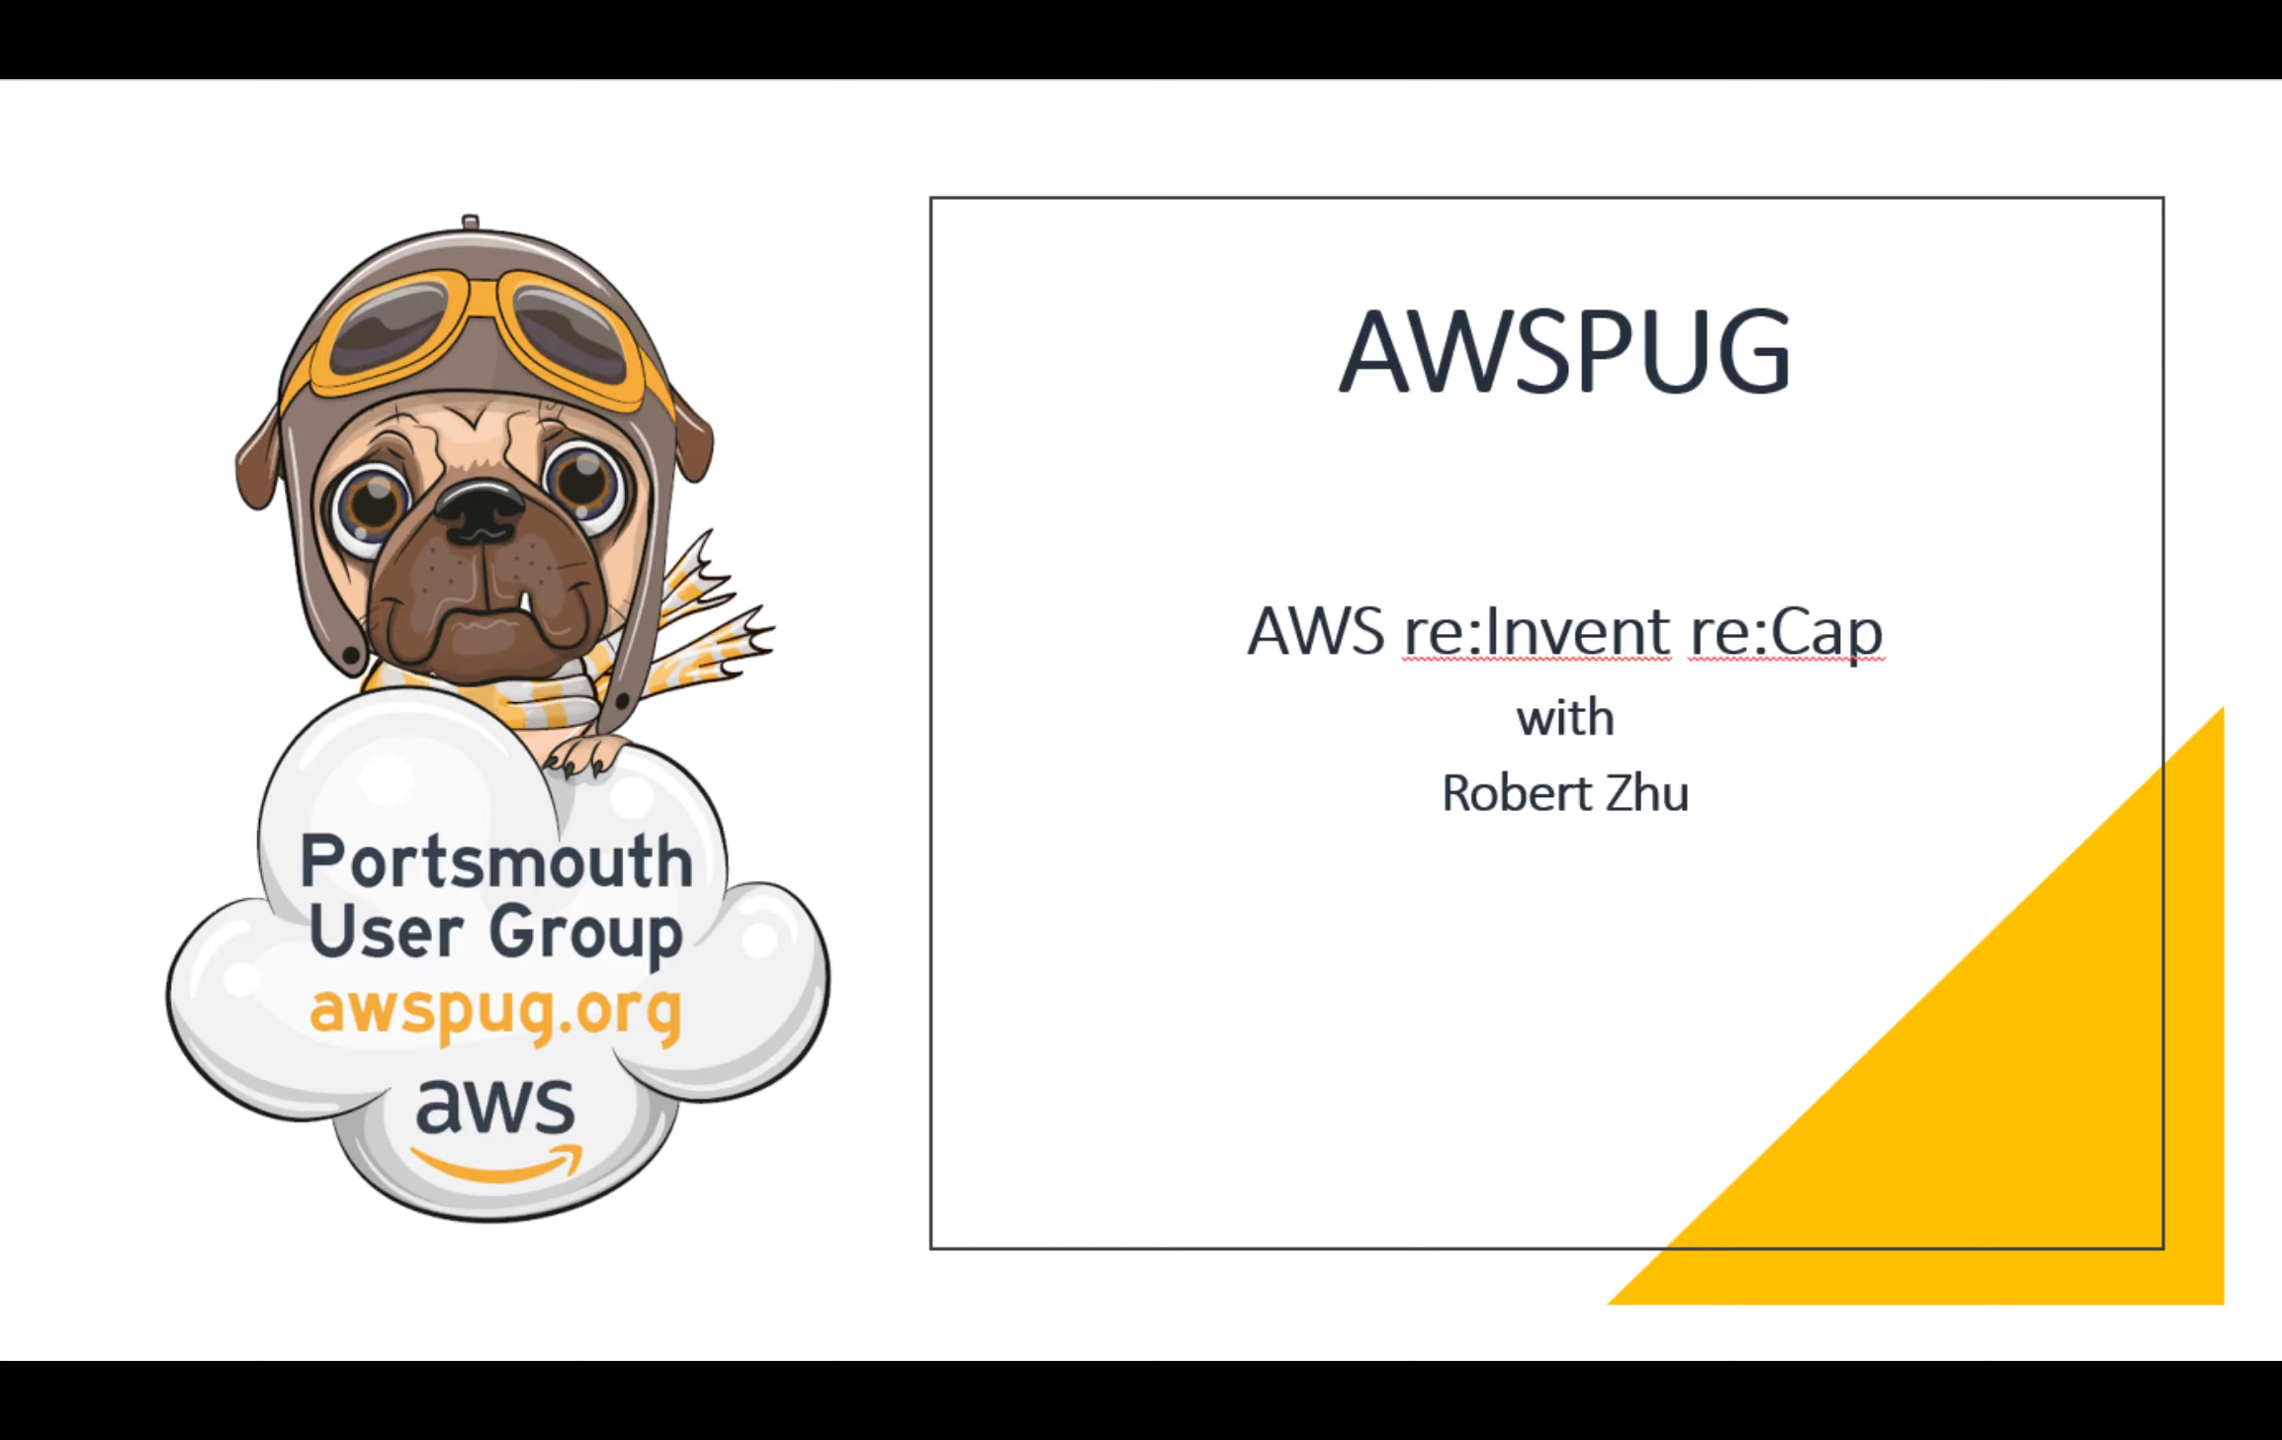 Portsmouth
User Group
awspug.org
aws
AWSPUG
AWS re:Invent re:Cap
with
Robert Zhu